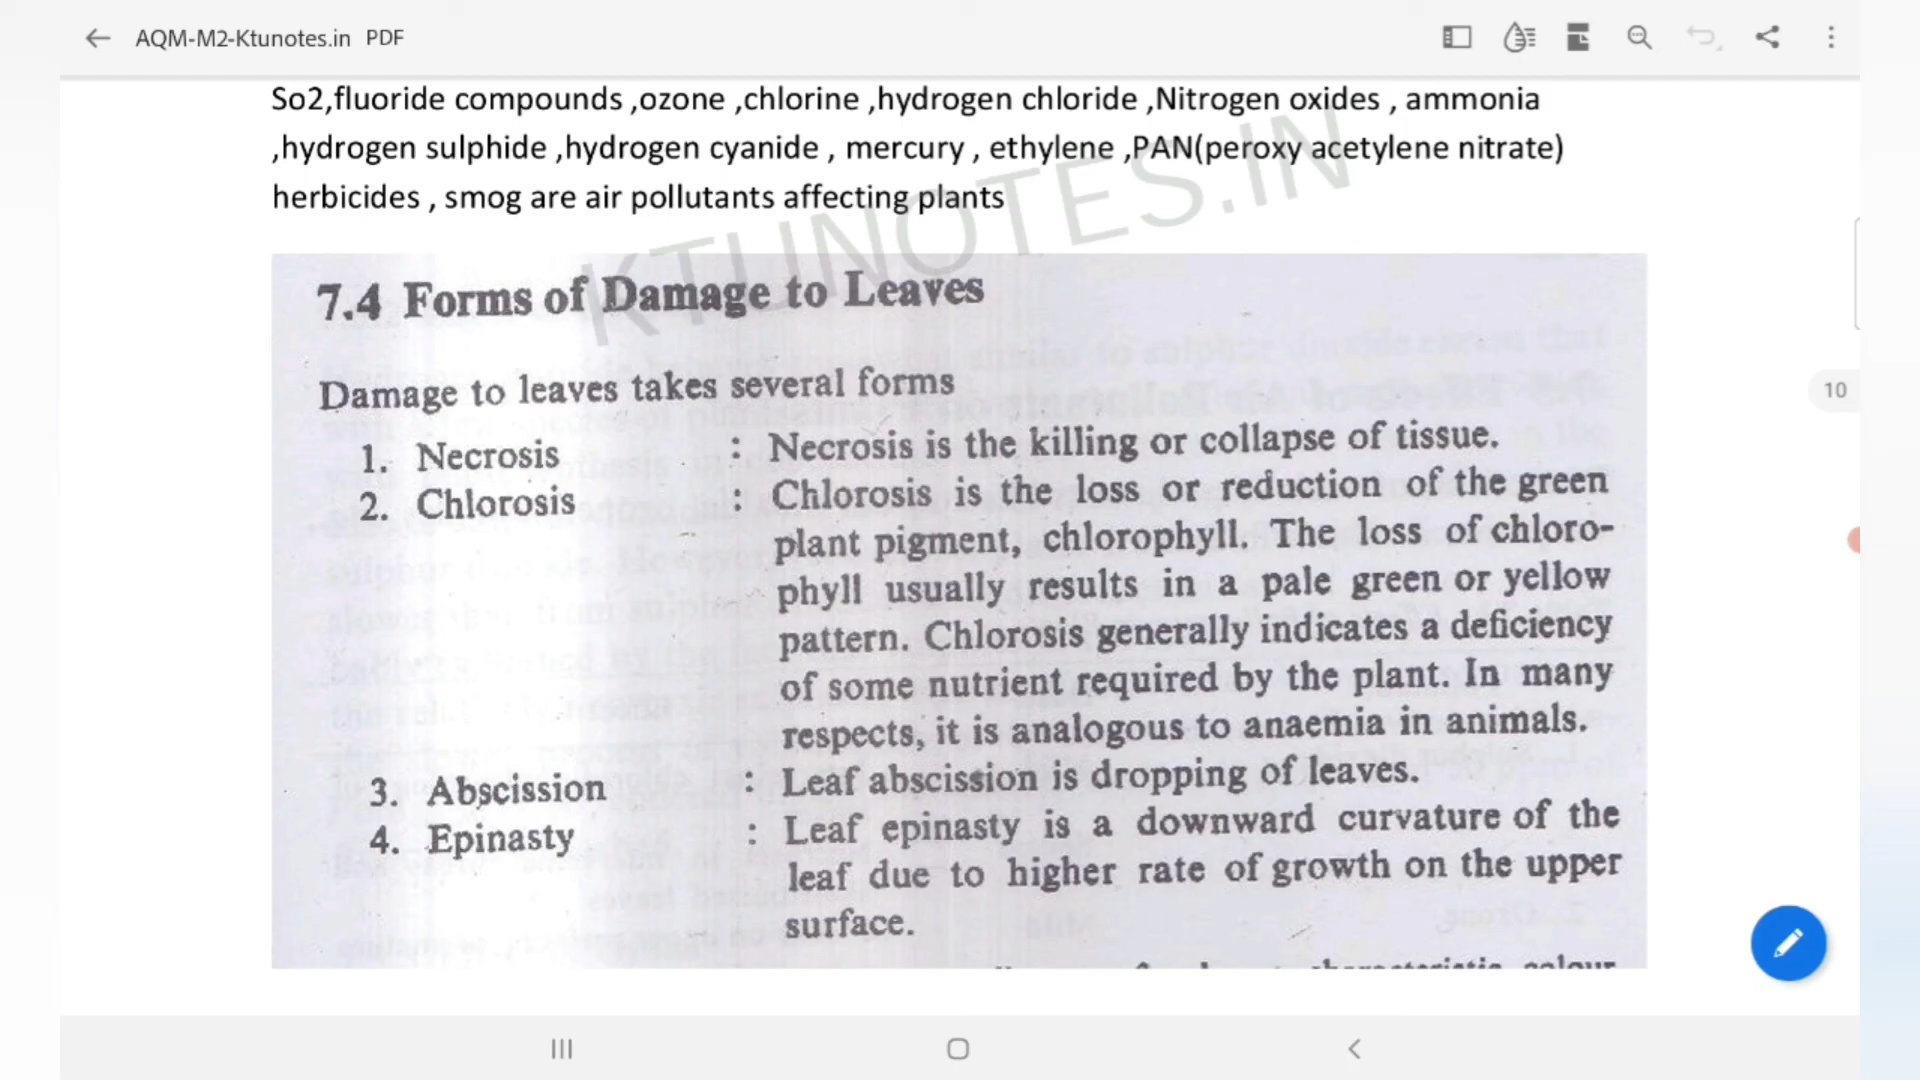 AQM-M2-Ktunotes.in PDF
So2,fluoride compounds ,ozone ,chlorine ,hydrogen chloride ,Nitrogen oxides , ammonia
,hydrogen sulphide ,hydrogen cyanide , mercury , ethylene ,PAN(peroxy acetylene nitrate)
herbicides , smog are air pollutants affecting plants
KTUNOTES.IN
7.4 Forms of Damage to Leaves
Damage to leaves takes several forms
1. Necrosis : Necrosis is the killing or collapse of tissue.
2. Chlorosis : Chlorosis is the loss or reduction of the green
plant pigment, chlorophyll. The loss of chloro-
phyll usually results in a pale green or yellow
pattern. Chlorosis generally indicates a deficiency
of some nutrient required by the plant. In many
respects, it is analogous to anaemia in animals.
3. Abscission : Leaf abscission is dropping of leaves.
4. Epinasty : Leaf epinasty is a downward curvature of the
leaf due to higher rate of growth on the upper
surface.
10